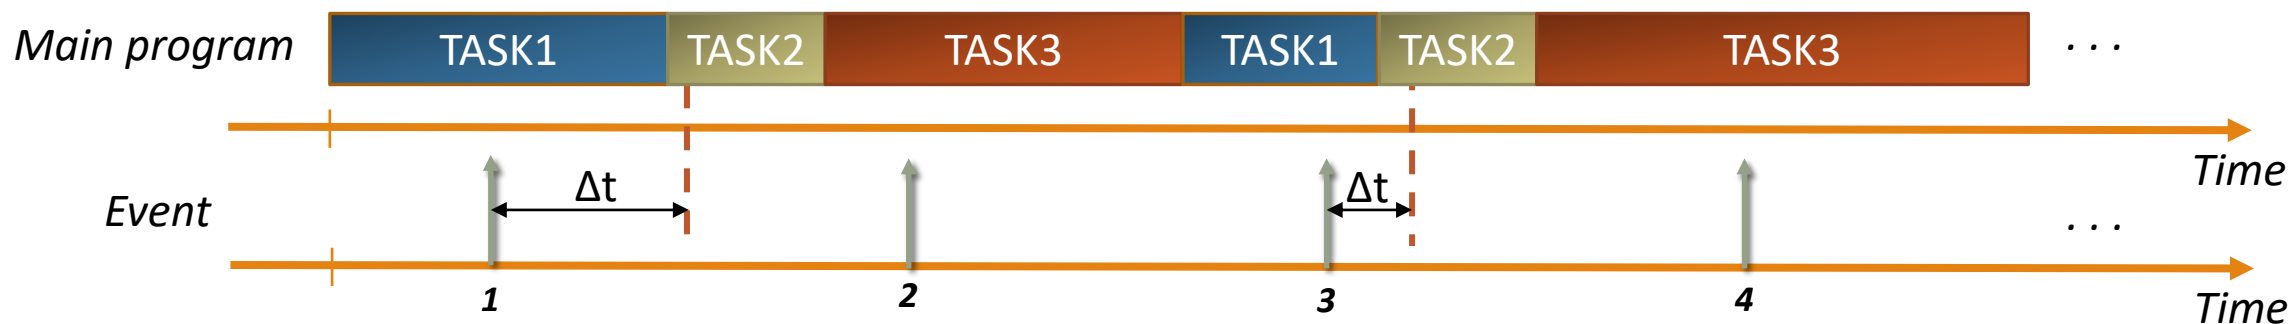 Main program TASK1 TASK2 TASK3 TASK1 TASK2 TASK3 . . .
Time
Event Δt Δt . . .
1 2 3 4
Time